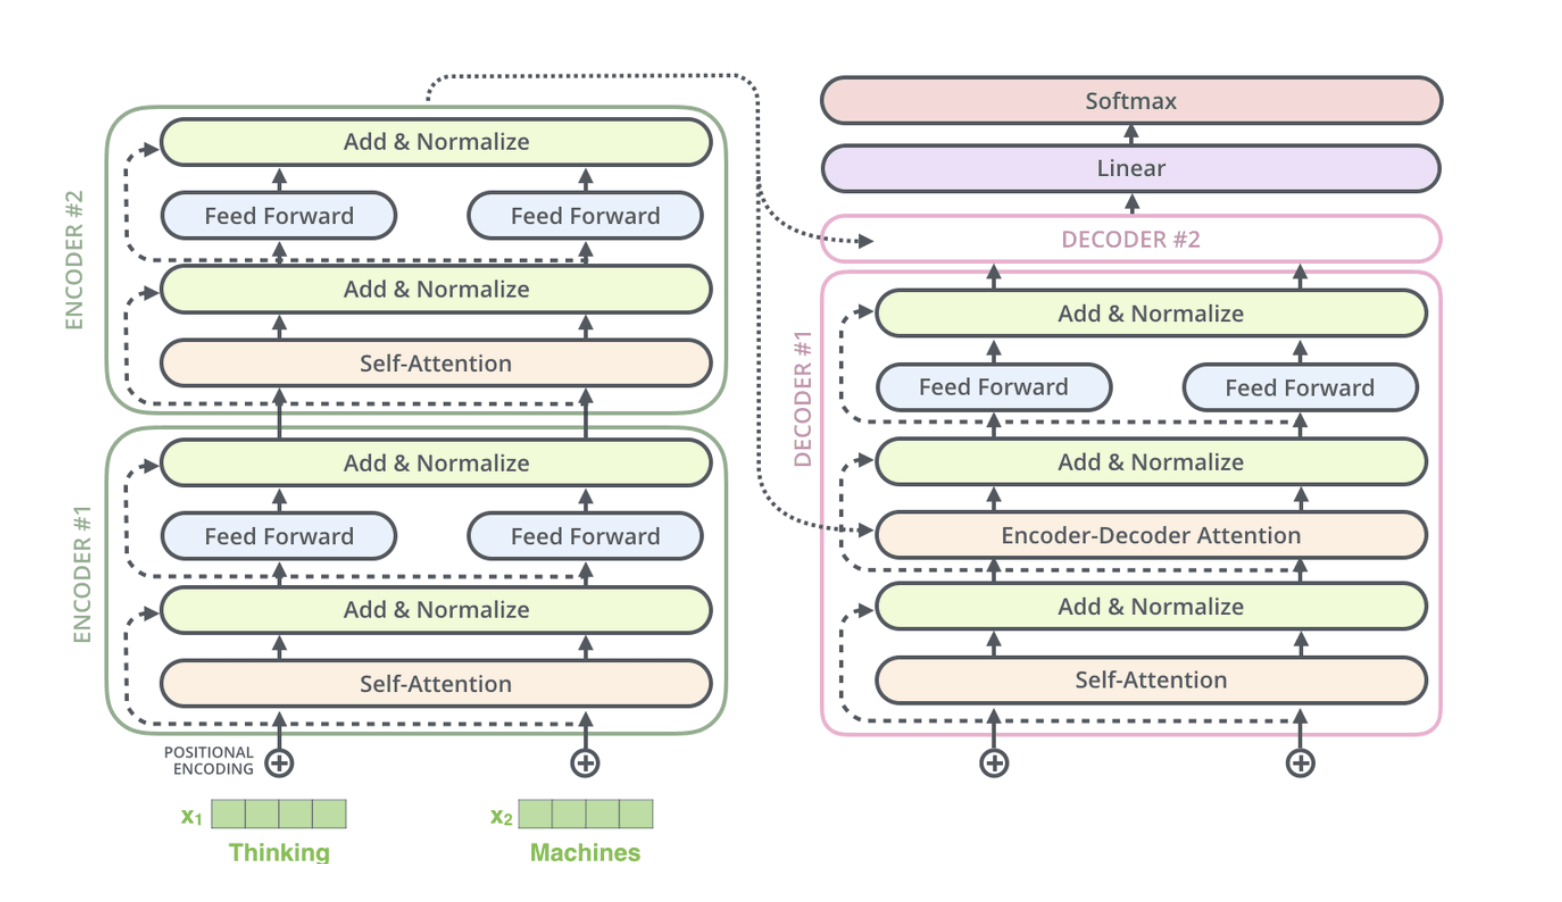 ENCODER #2
Add & Normalize
Feed Forward Feed Forward
Add & Normalize
Self-Attention
ENCODER #1
Add & Normalize
Feed Forward Feed Forward
Add & Normalize
Self-Attention
POSITIONAL
ENCODING
x₁ x₂
Thinking Machines
Softmax
Linear
DECODER #2
DECODER #1
Add & Normalize
Feed Forward Feed Forward
Add & Normalize
Encoder-Decoder Attention
Add & Normalize
Self-Attention